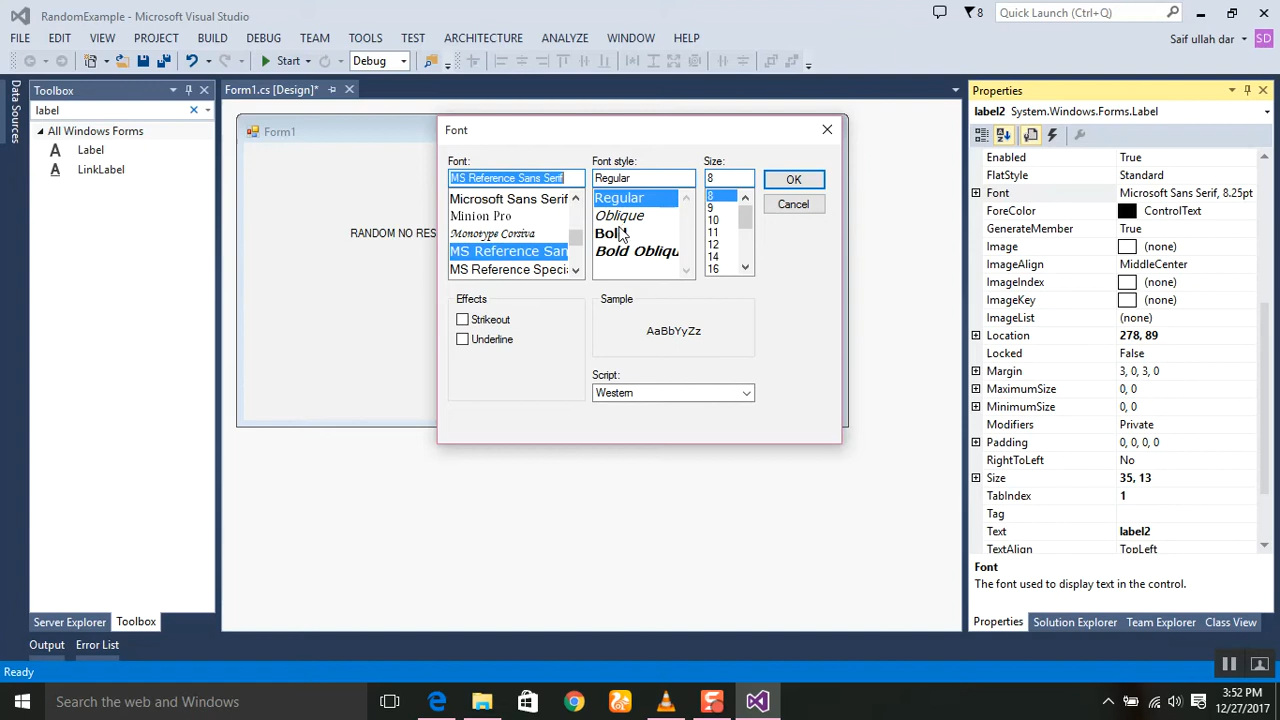 RandomExample - Microsoft Visual Studio
8
Quick Launch (Ctrl+Q)
FILE EDIT VIEW PROJECT BUILD DEBUG TEAM TOOLS TEST ARCHITECTURE ANALYZE WINDOW HELP
Saif ullah dar
SD
Start
Debug
Data Sources
Toolbox
label
All Windows Forms
A Label
A LinkLabel
Server Explorer
Toolbox
Form1.cs [Design]*
Form1
RANDOM NO RES
Font
Font:
MS Reference Sans Serif
Microsoft Sans Serif
Minion Pro
Monotype Corsiva
MS Reference San
MS Reference Speci
Font style:
Regular
Regular
Oblique
Bold
Bold Obliqu
Size:
8
8
9
10
11
12
14
16
OK
Cancel
Effects
Strikeout
Underline
Sample
AaBbYyZz
Script:
Western
Properties
label2 System.Windows.Forms.Label
Enabled True
FlatStyle Standard
Font Microsoft Sans Serif, 8.25pt
ForeColor ControlText
GenerateMember True
Image (none)
ImageAlign MiddleCenter
ImageIndex (none)
ImageKey (none)
ImageList (none)
Location 278, 89
Locked False
Margin 3, 0, 3, 0
MaximumSize 0, 0
MinimumSize 0, 0
Modifiers Private
Padding 0, 0, 0, 0
RightToLeft No
Size 35, 13
TabIndex 1
Tag
Text label2
TextAlign TopLeft
Font
The font used to display text in the control.
Properties Solution Explorer Team Explorer Class View
Output Error List
Ready
Search the web and Windows
3:52 PM
12/27/2017